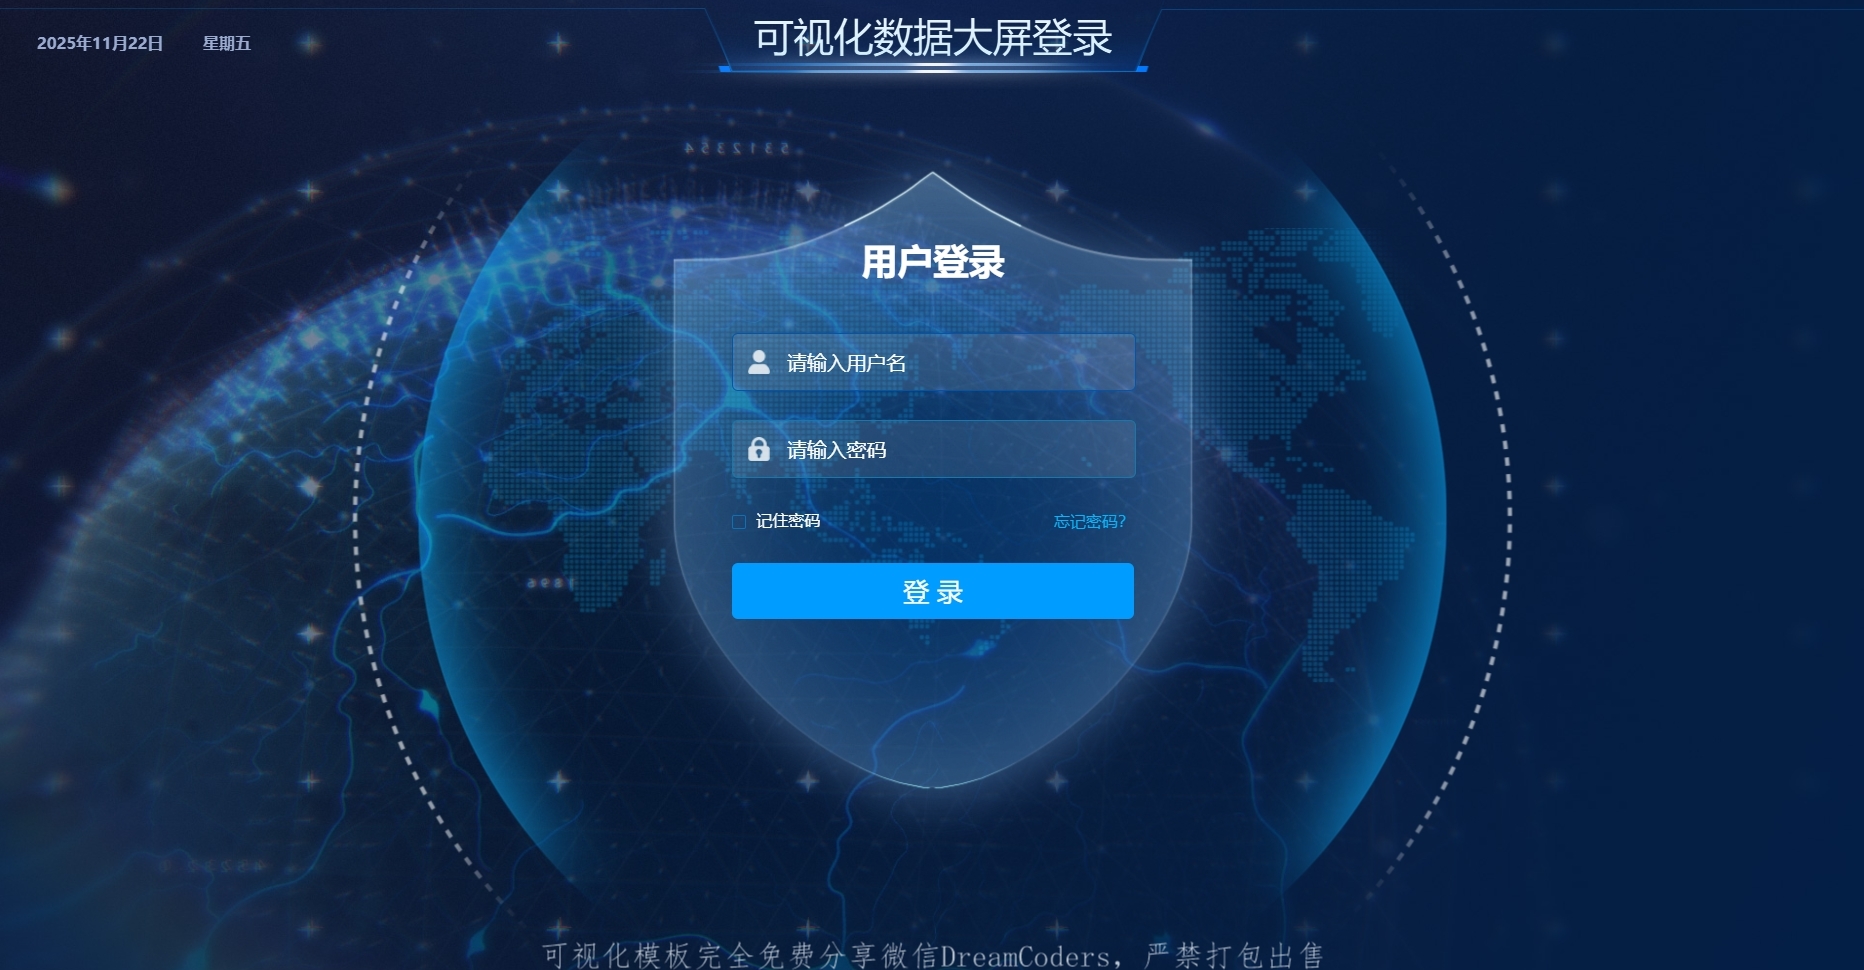 2025年11月22日 星期五
可视化数据大屏登录
用户登录
请输入用户名
请输入密码
记住密码 忘记密码?
登 录
可视化模板完全免费分享微信DreamCoders，严禁打包出售